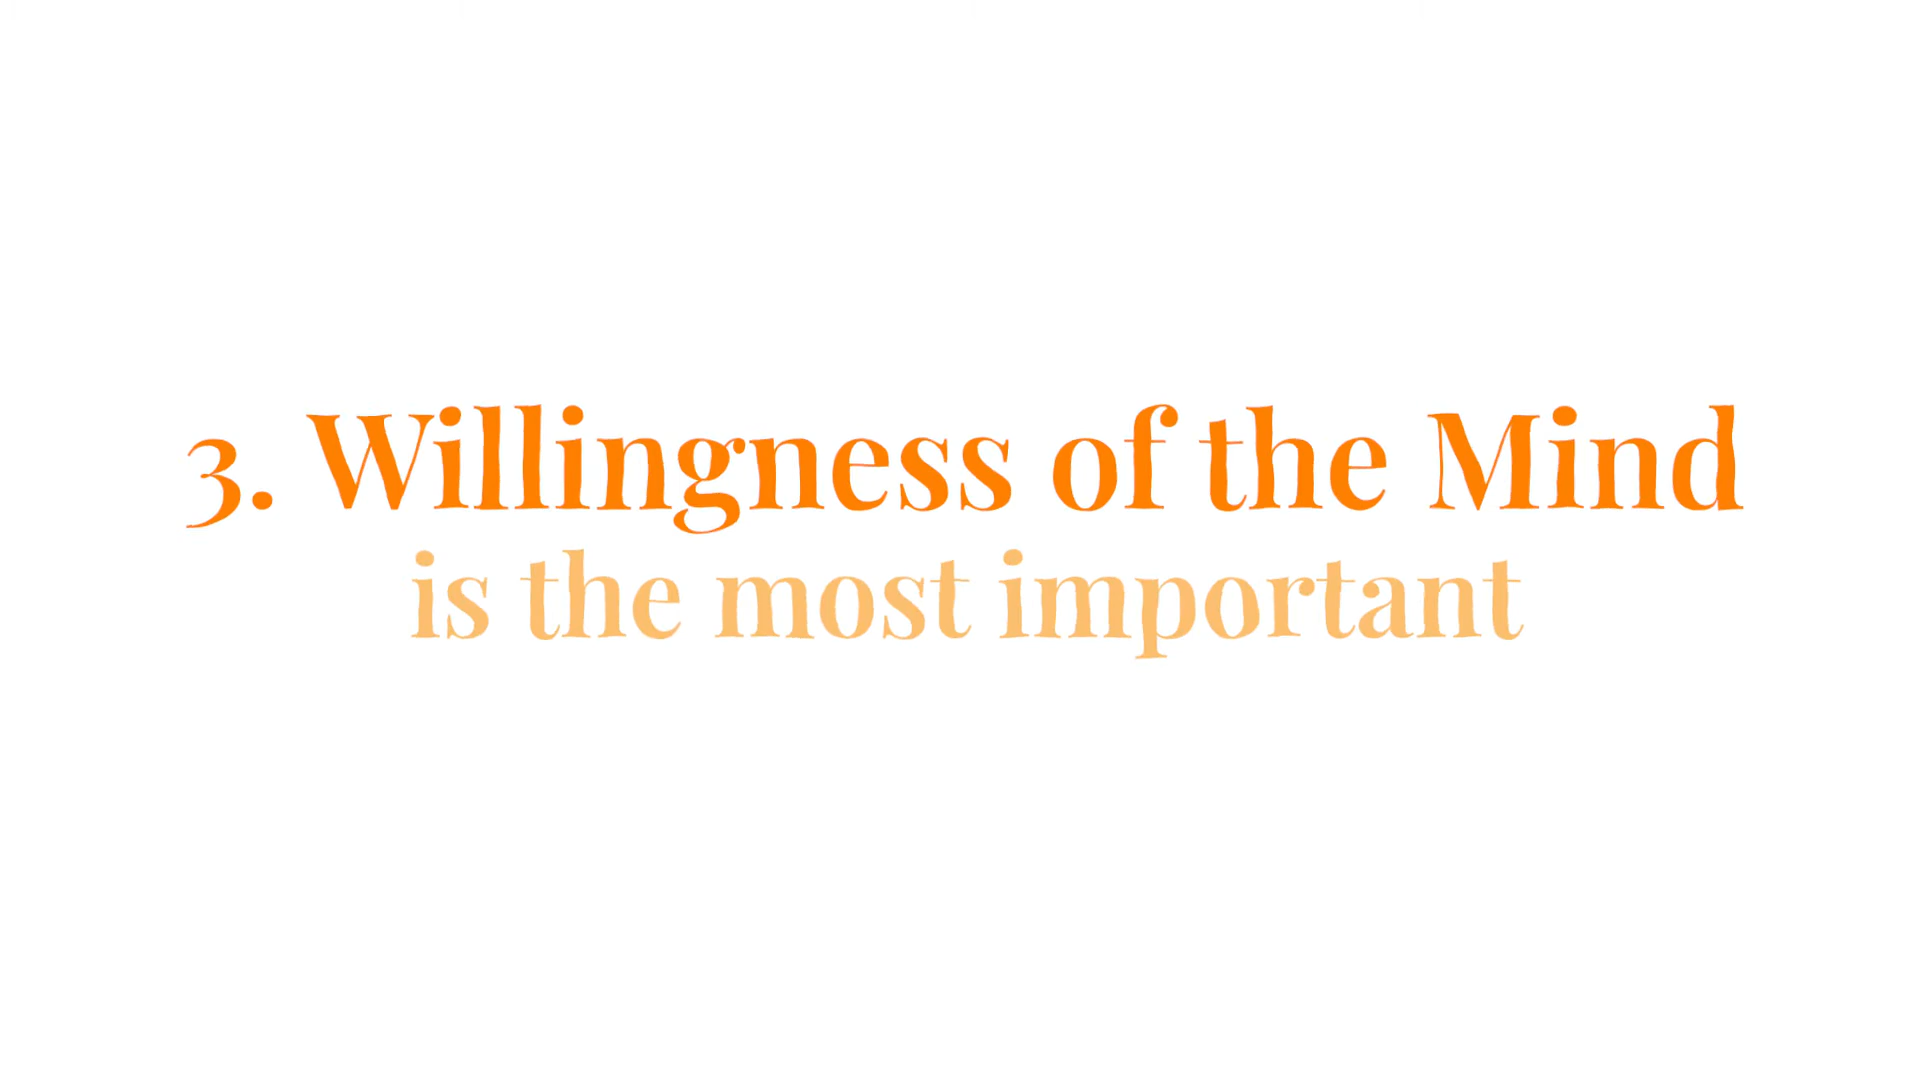 3. Willingness of the Mind
is the most important